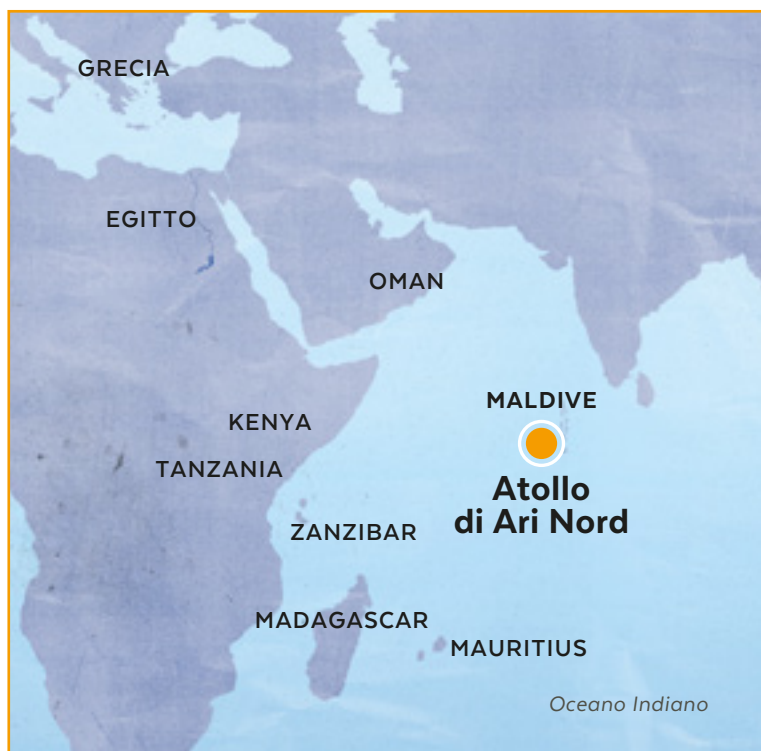 GRECIA
EGITTO
OMAN
MALDIVE
KENYA
TANZANIA
Atollo
di Ari Nord
ZANZIBAR
MADAGASCAR
MAURITIUS
Oceano Indiano